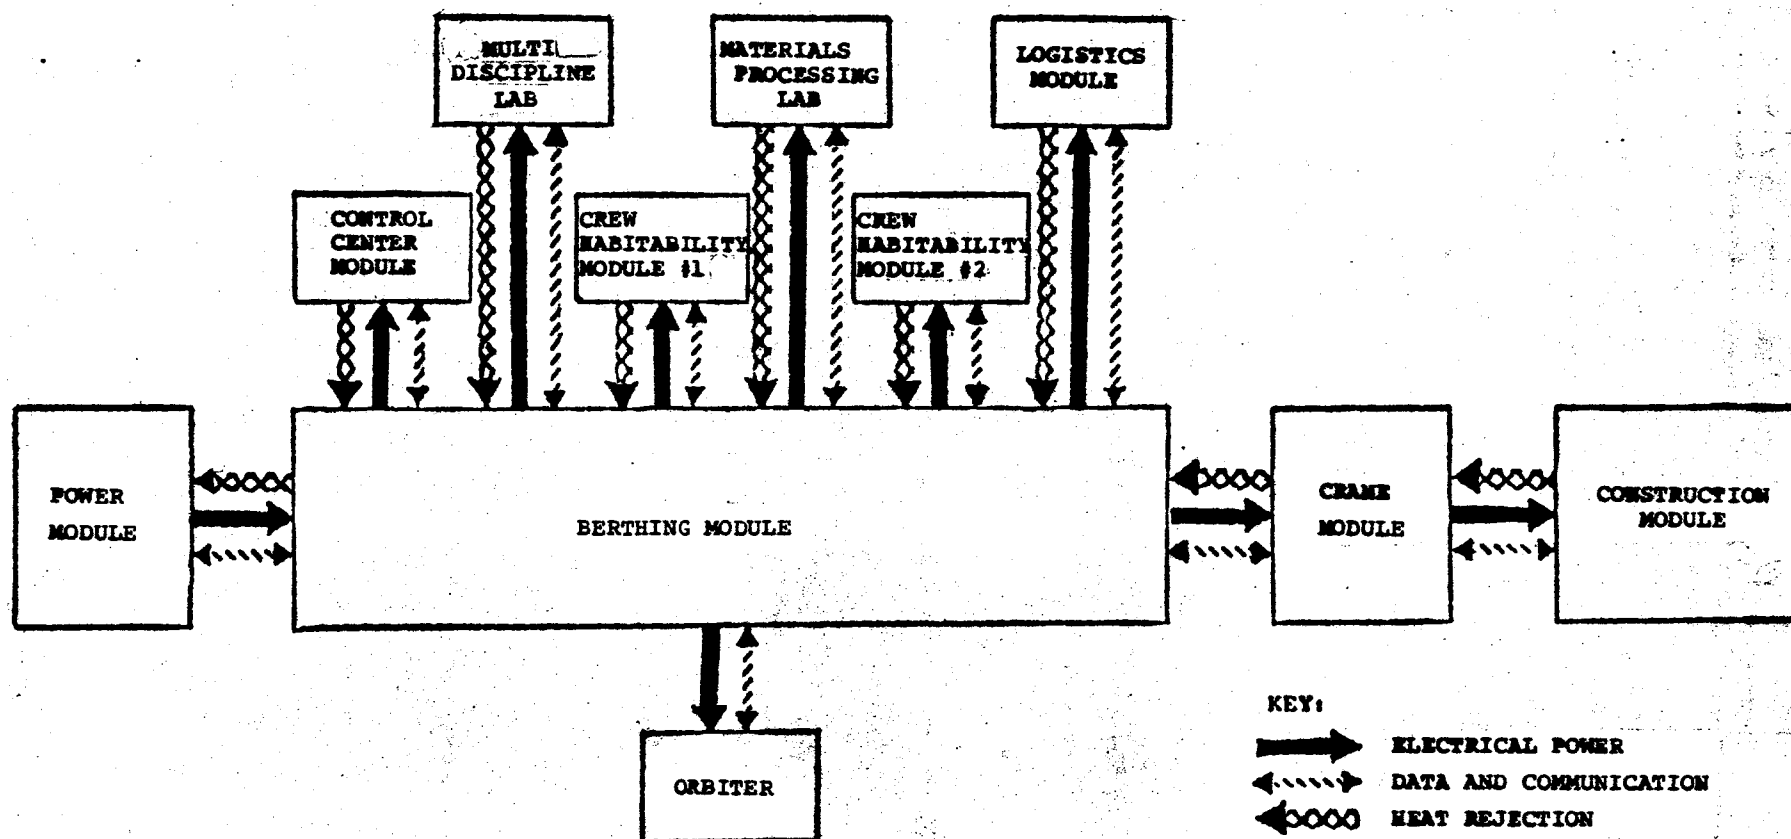 MULTI
DISCIPLINE
LAB
MATERIALS
PROCESSING
LAB
LOGISTICS
MODULE
CONTROL
CENTER
MODULE
CREW
HABITABILITY
MODULE #1
CREW
HABITABILITY
MODULE #2
POWER
MODULE
BERTHING MODULE
CRANE
MODULE
CONSTRUCTION
MODULE
ORBITER
KEY:
ELECTRICAL POWER
DATA AND COMMUNICATION
HEAT REJECTION